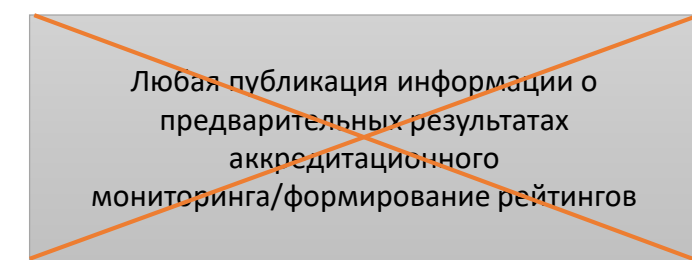 Любая публикация информации о
предварительных результатах
аккредитационного
мониторинга/формирование рейтингов